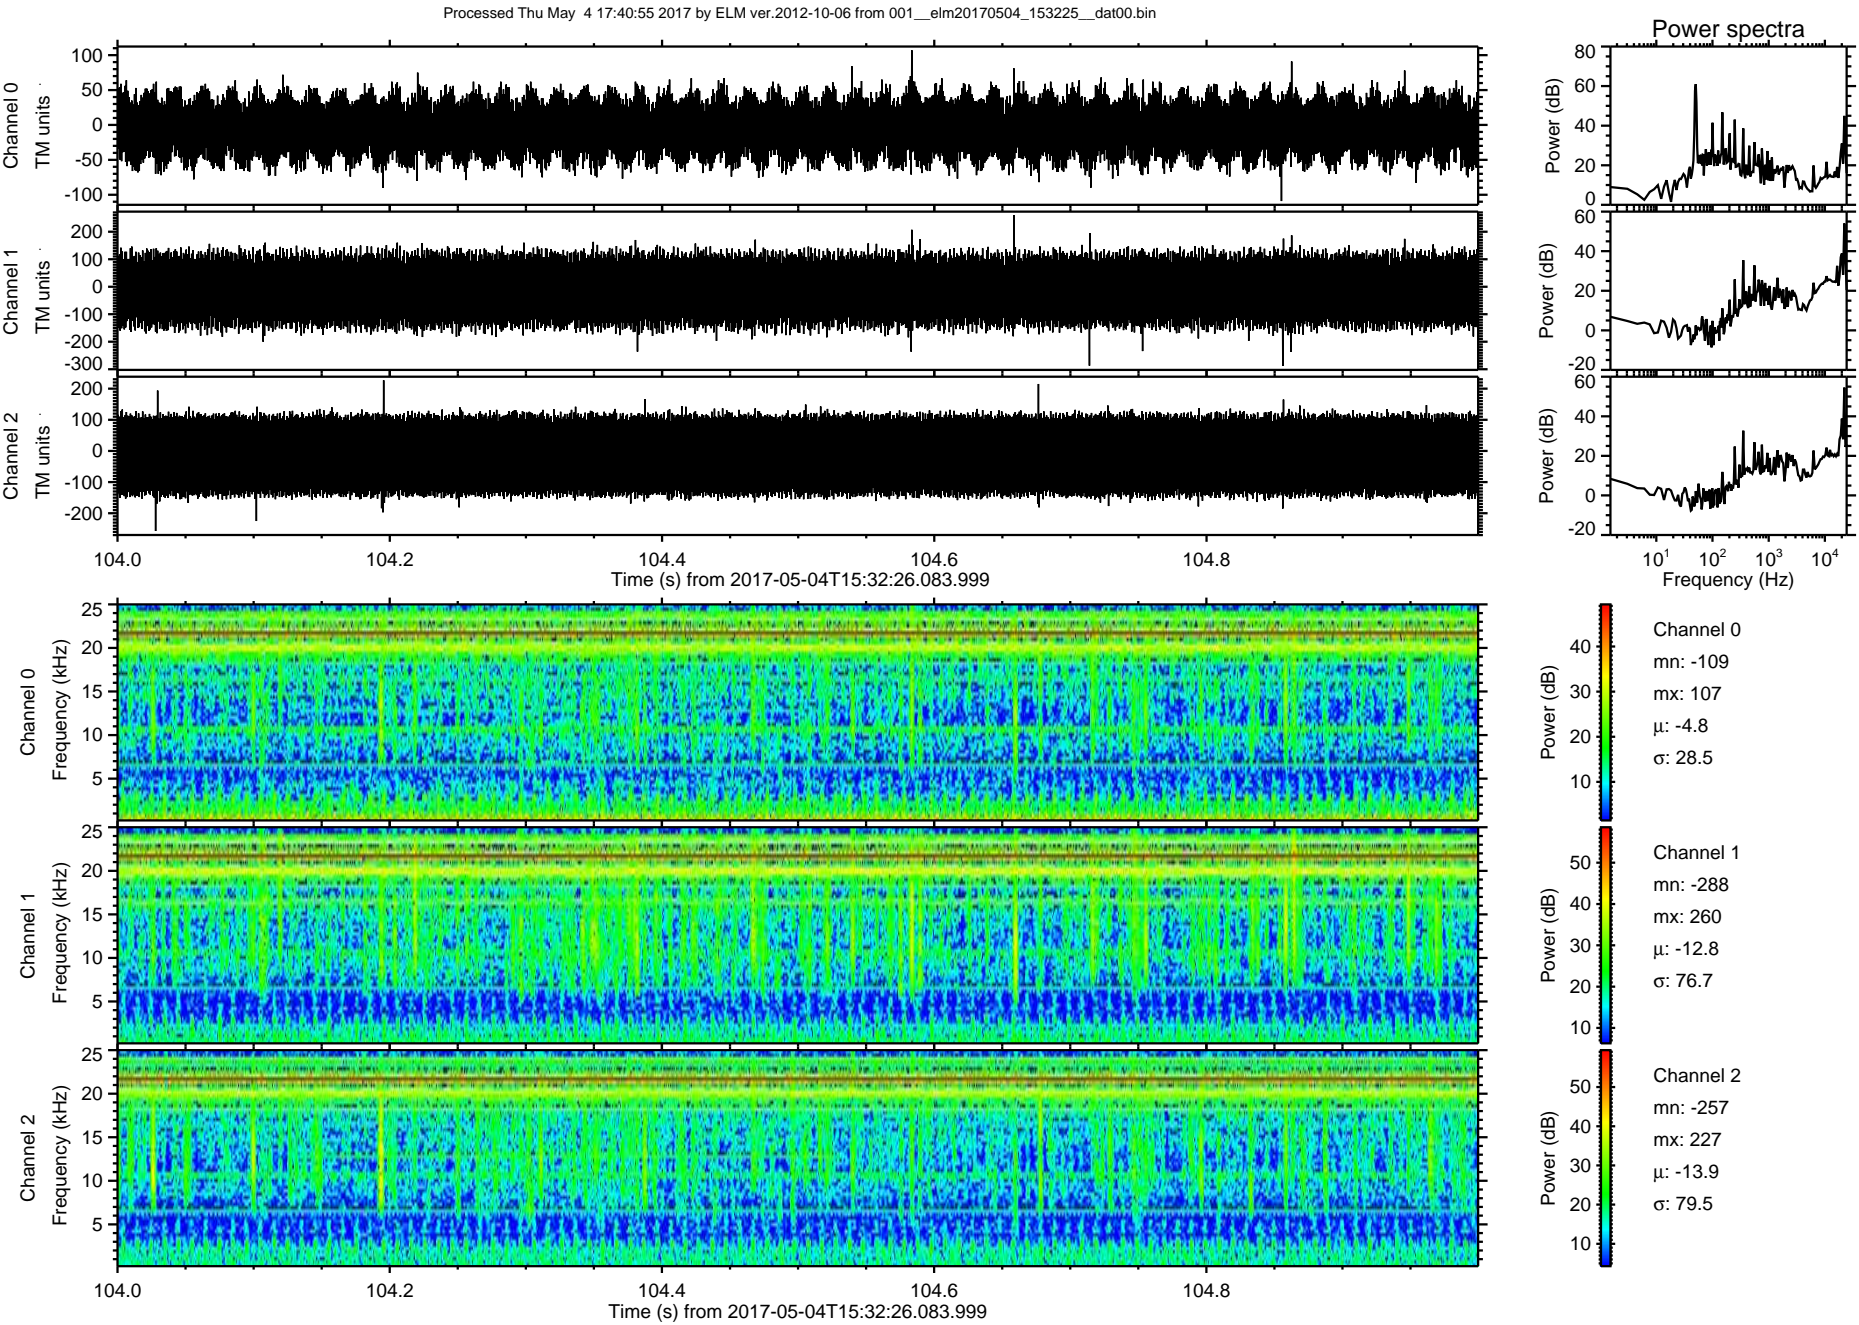 Processed Thu May  4 17:40:55 2017 by ELM ver.2012-10-06 from 001__elm20170504_153225__dat00.bin
Power spectra
Channel 0
TM units
100
50
0
-50
-100
Power (dB)
80
60
40
20
0
Channel 1
TM units
200
100
0
-100
-200
-300
Power (dB)
60
40
20
0
-20
Channel 2
TM units
200
100
0
-100
-200
Power (dB)
60
40
20
0
-20
104.0 104.2 104.4 104.6 104.8
Time (s) from 2017-05-04T15:32:26.083.999
10^1 10^2 10^3 10^4
Frequency (Hz)
Channel 0
Frequency (kHz)
25
20
15
10
5
Power (dB)
40
30
20
10
Channel 0
mn: -109
mx: 107
μ: -4.8
σ: 28.5
Channel 1
Frequency (kHz)
25
20
15
10
5
Power (dB)
50
40
30
20
10
Channel 1
mn: -288
mx: 260
μ: -12.8
σ: 76.7
Channel 2
Frequency (kHz)
25
20
15
10
5
Power (dB)
50
40
30
20
10
Channel 2
mn: -257
mx: 227
μ: -13.9
σ: 79.5
104.0 104.2 104.4 104.6 104.8
Time (s) from 2017-05-04T15:32:26.083.999